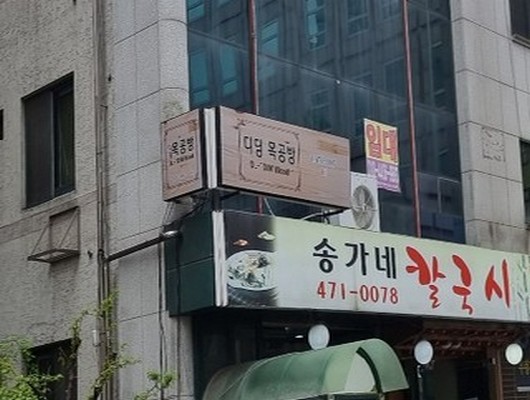 목공방
디딤 목공방
임대
송가네 칼국시
471-0078